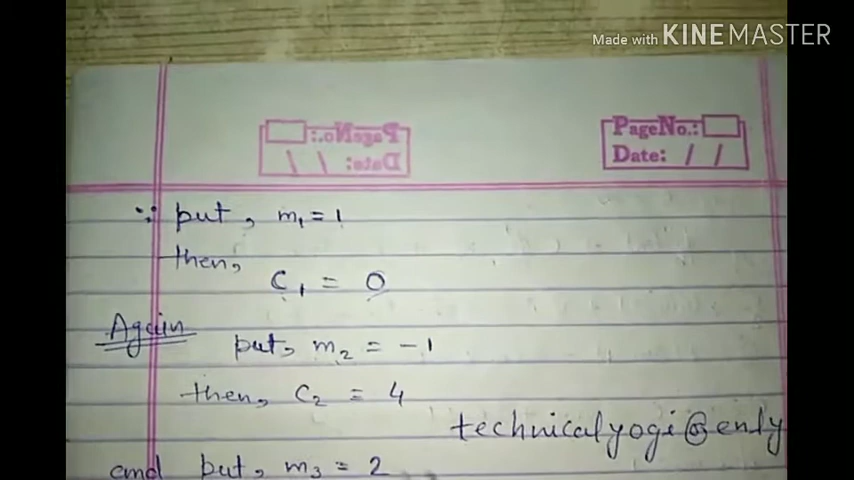 Made with KINEMASTER
PageNo.:
Date: / /
∵ put, m₁ = 1
then,
C₁ = 0
Again
put, m₂ = -1
then, C₂ = 4
technicalyogi@enly
and put, m₃ = 2